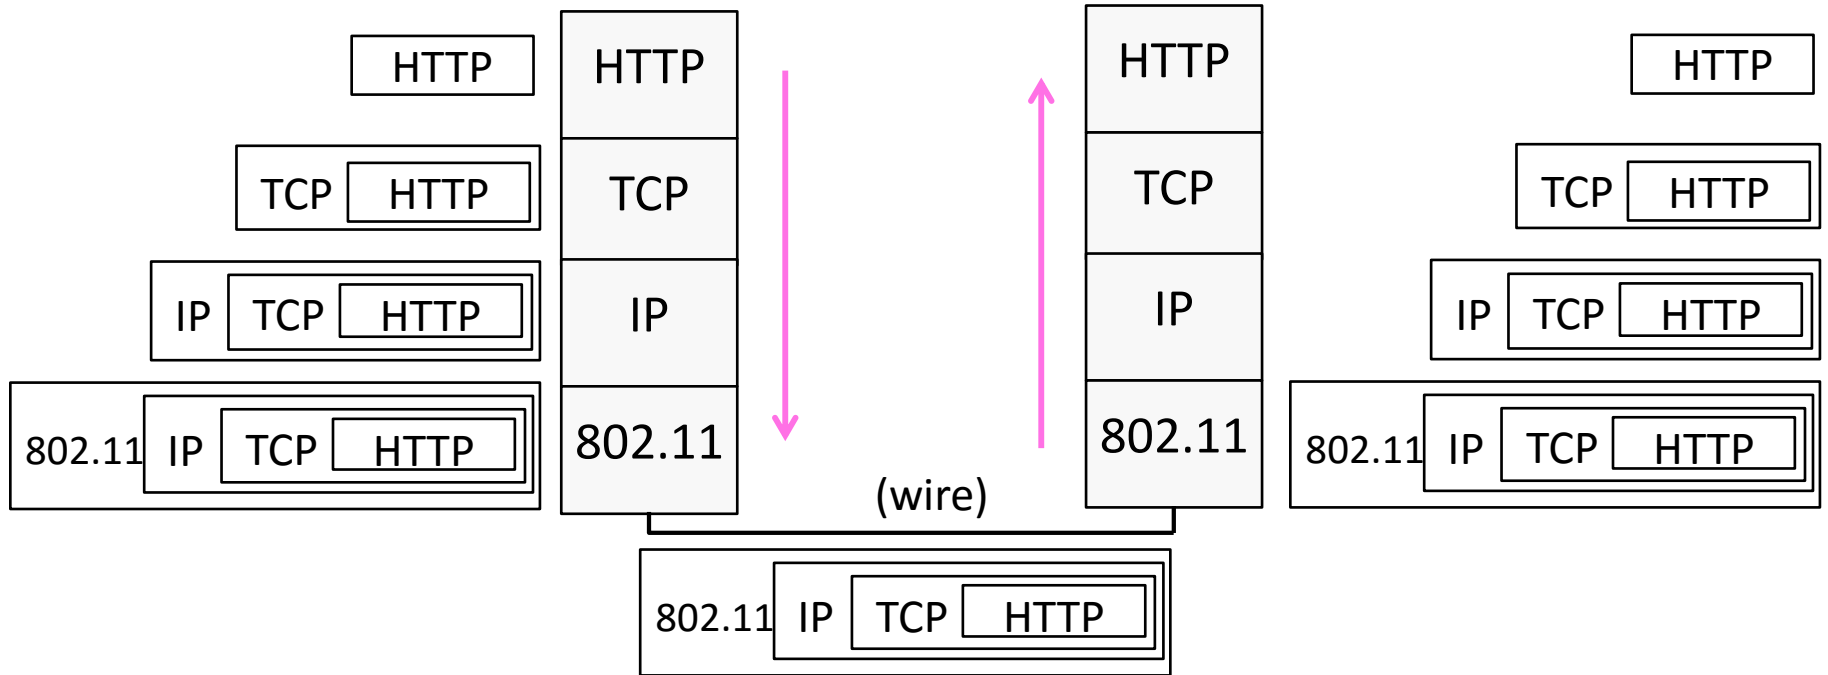 HTTP HTTP HTTP HTTP
TCP HTTP TCP TCP TCP HTTP
IP TCP HTTP IP IP IP TCP HTTP
802.11 IP TCP HTTP 802.11 802.11 802.11 IP TCP HTTP
(wire)
802.11 IP TCP HTTP